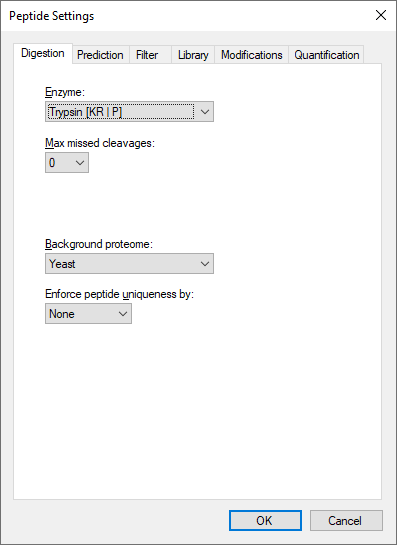 Peptide Settings
Digestion Prediction Filter Library Modifications Quantification
Enzyme:
Trypsin [KR | P]
Max missed cleavages:
0
Background proteome:
Yeast
Enforce peptide uniqueness by:
None
OK Cancel